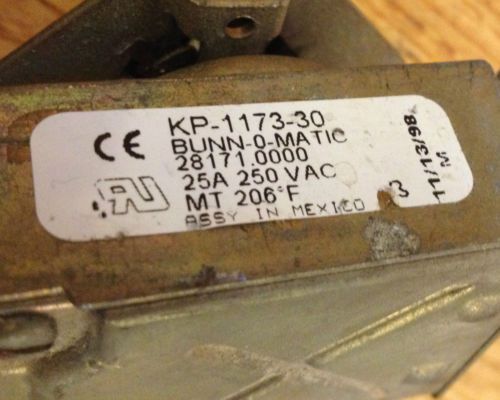 CE
KP-1173-30
BUNN-O-MATIC
28171.0000
25A 250 VAC
MT 206°F
ASSY IN MEXICO
3
11/13/98
M